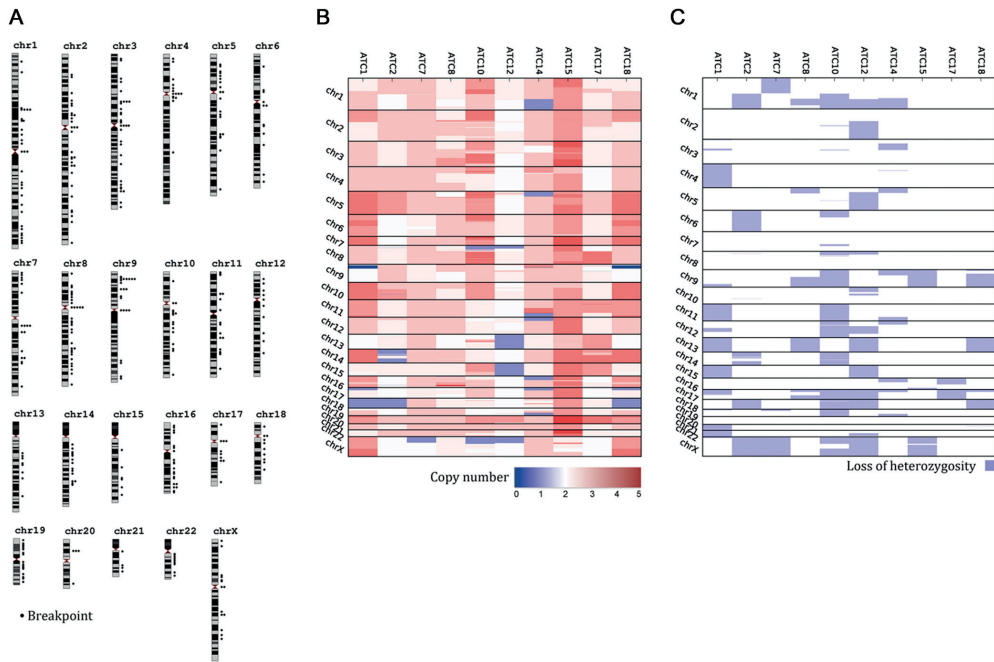 A
chr1 chr2 chr3 chr4 chr5 chr6
chr7 chr8 chr9 chr10 chr11 chr12
chr13 chr14 chr15 chr16 chr17 chr18
chr19 chr20 chr21 chr22 chrX
• Breakpoint
B
ATC1 ATC2 ATC7 ATC8 ATC10 ATC12 ATC14 ATC15 ATC17 ATC18
chr1
chr2
chr3
chr4
chr5
chr6
chr7
chr8
chr9
chr10
chr11
chr12
chr13
chr14
chr15
chr16
chr17
chr18
chr19
chr20
chr21
chr22
chrX
Copy number
0 1 2 3 4 5
C
ATC1 ATC2 ATC7 ATC8 ATC10 ATC12 ATC14 ATC15 ATC17 ATC18
chr1
chr2
chr3
chr4
chr5
chr6
chr7
chr8
chr9
chr10
chr11
chr12
chr13
chr14
chr15
chr16
chr17
chr18
chr19
chr20
chr21
chr22
chrX
Loss of heterozygosity